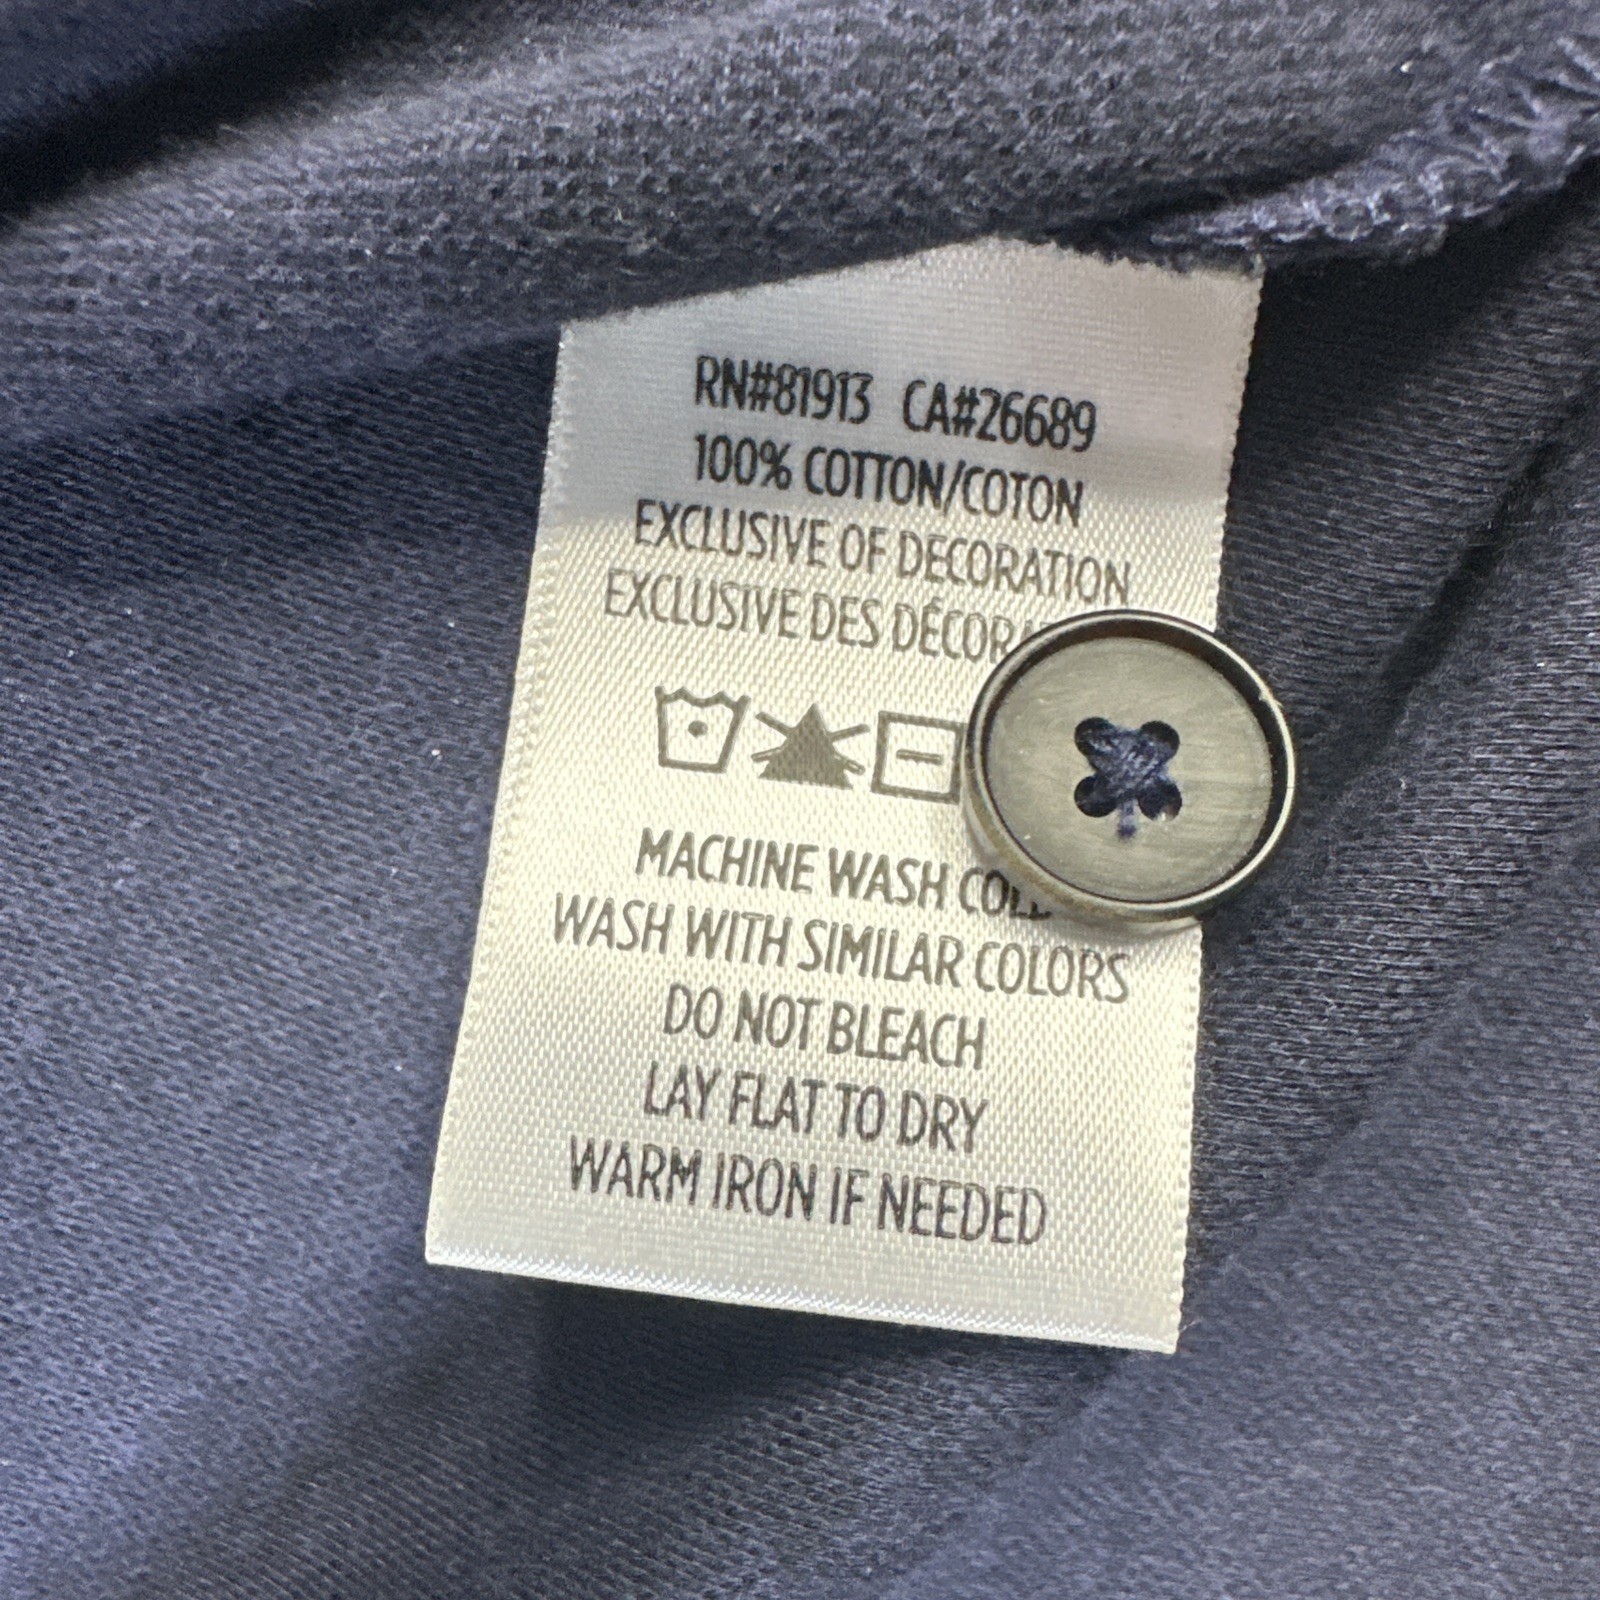 RN#81913 CA#26689
100% COTTON/COTON
EXCLUSIVE OF DECORATION
EXCLUSIVE DES
MACHINE WASH COLD
WASH WITH SIMILAR COLORS
DO NOT BLEACH
LAY FLAT TO DRY
WARM IRON IF NEEDED